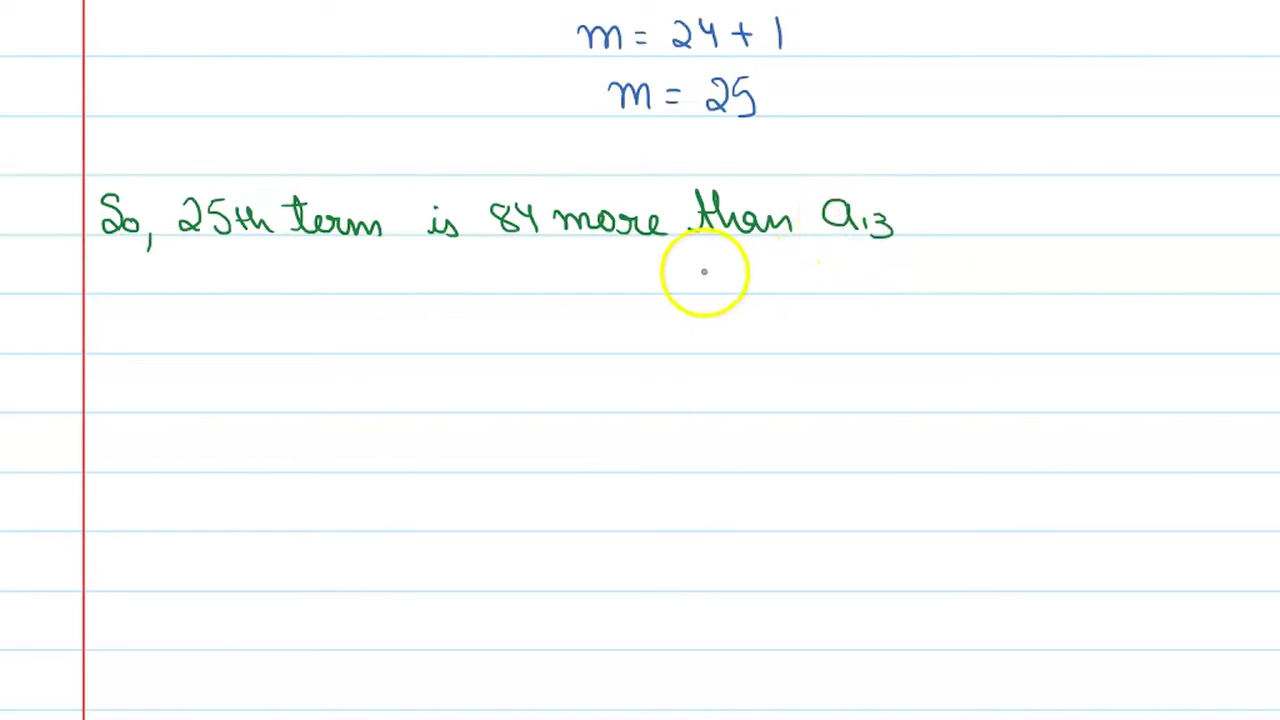 m = 24 + 1
m = 25
So, 25th term is 84 more than a13